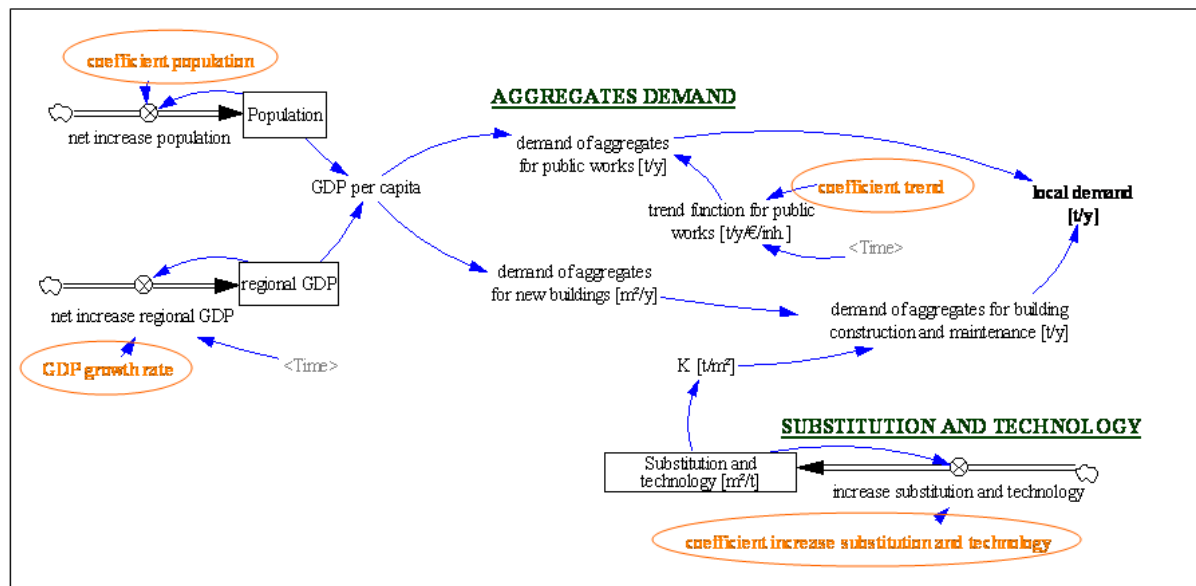 coefficient population
net increase population
Population
AGGREGATES DEMAND
demand of aggregates
for public works [t/y]
GDP per capita
coefficient trend
trend function for public
works [t/y/€/inh.]
<Time>
local demand
[t/y]
regional GDP
net increase regional GDP
GDP growth rate
<Time>
demand of aggregates
for new buildings [m²/y]
demand of aggregates for building
construction and maintenance [t/y]
K [t/m²]
SUBSTITUTION AND TECHNOLOGY
Substitution and
technology [m²/t]
increase substitution and technology
coefficient increase substitution and technology